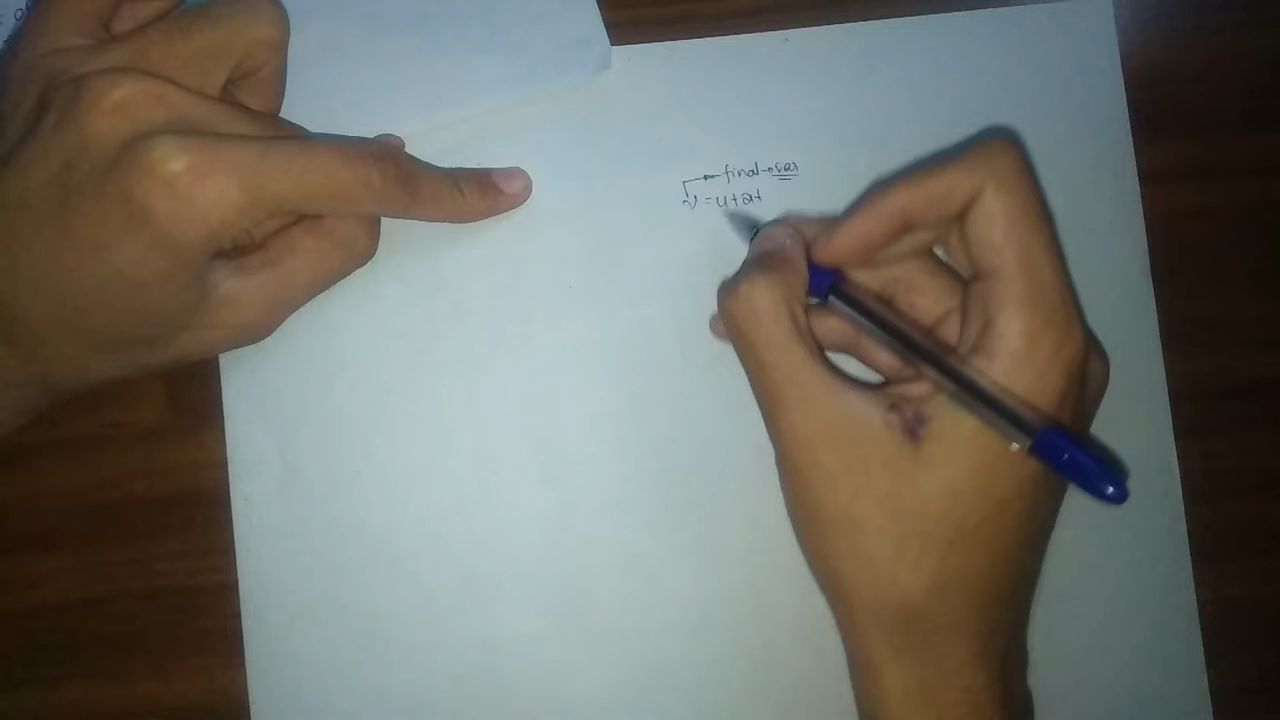 final
v = u+at